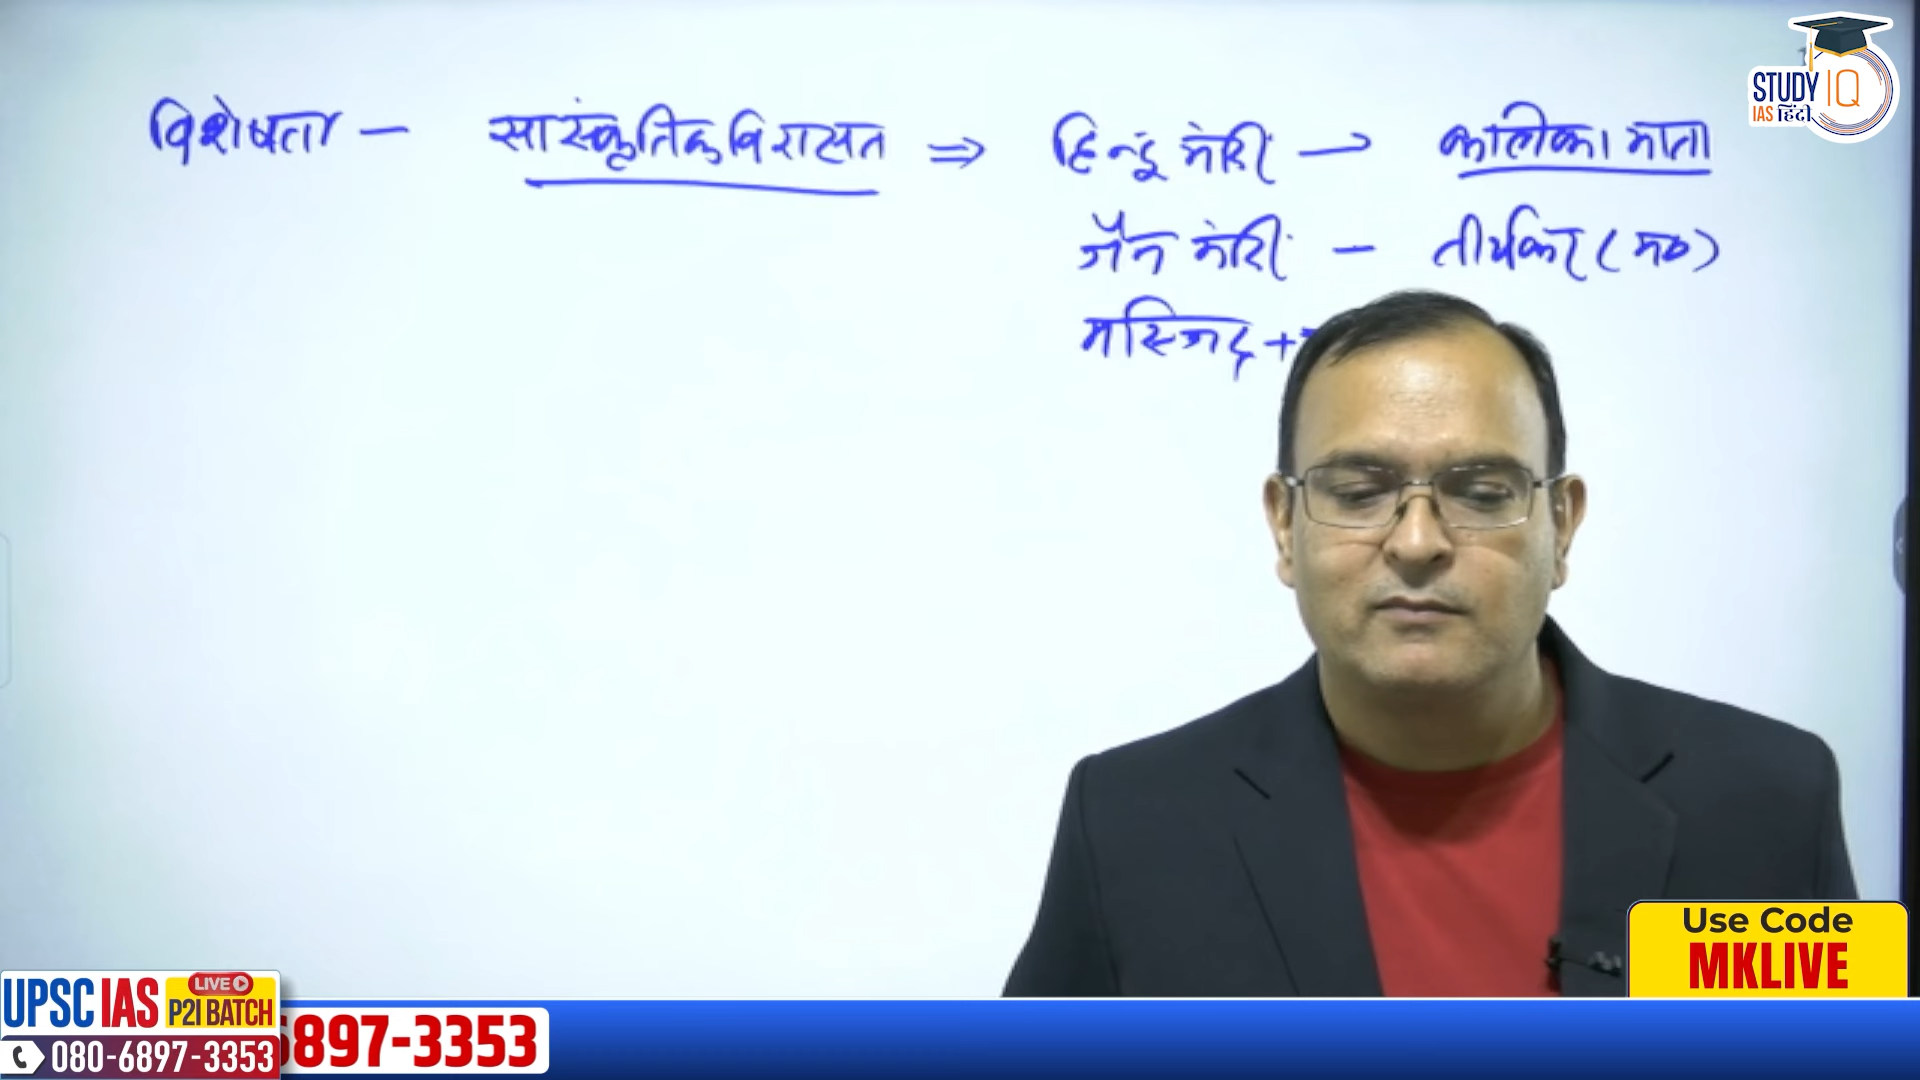 विशेषता – सांस्कृतिक विरासत ⇒ हिन्दू मंदिर → कालिका माता
जैन मंदिर – तीर्थंकर (मठ)
मस्जिद +
STUDY IQ
IAS हिंदी
Use Code
MKLIVE
UPSC IAS LIVE P2I BATCH
080-6897-3353
6897-3353